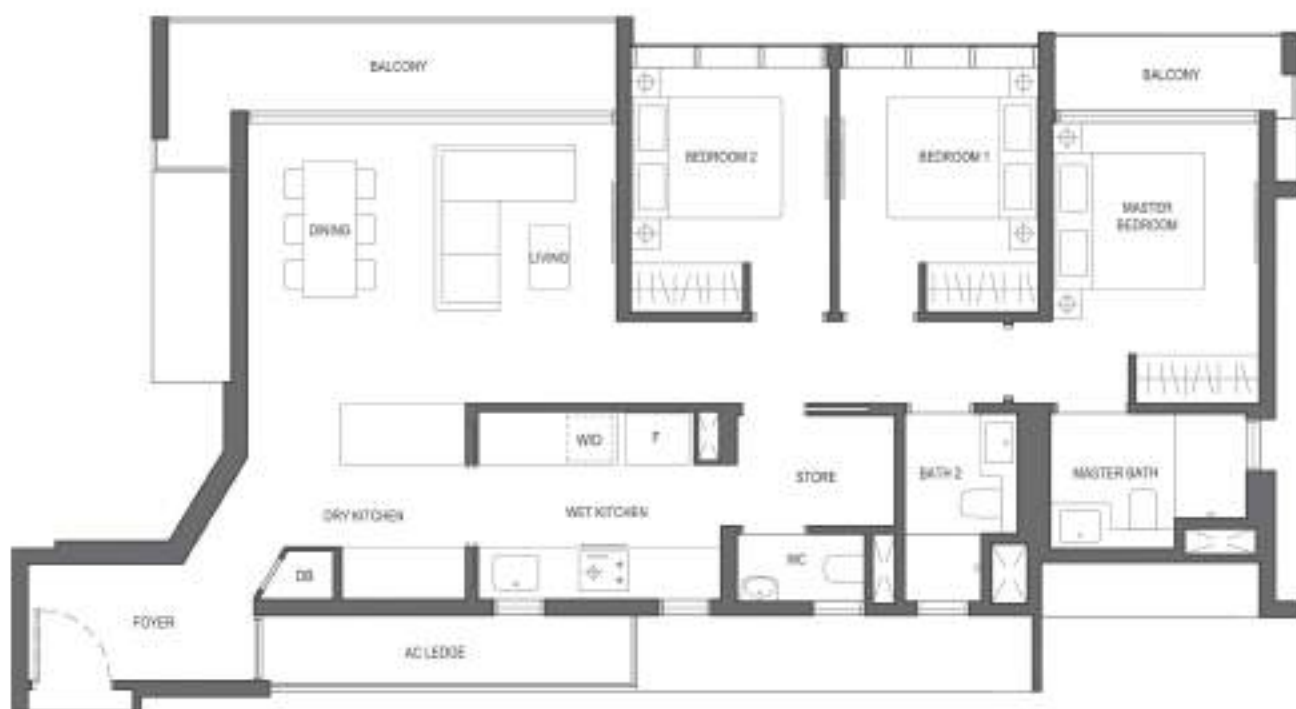 BALCONY
BALCONY
BEDROOM 2
BEDROOM 1
MASTER
BEDROOM
DINING
LIVING
W/D
F
STORE
BATH 2
MASTER BATH
DRY KITCHEN
WET KITCHEN
WC
DB
FOYER
AC LEDGE